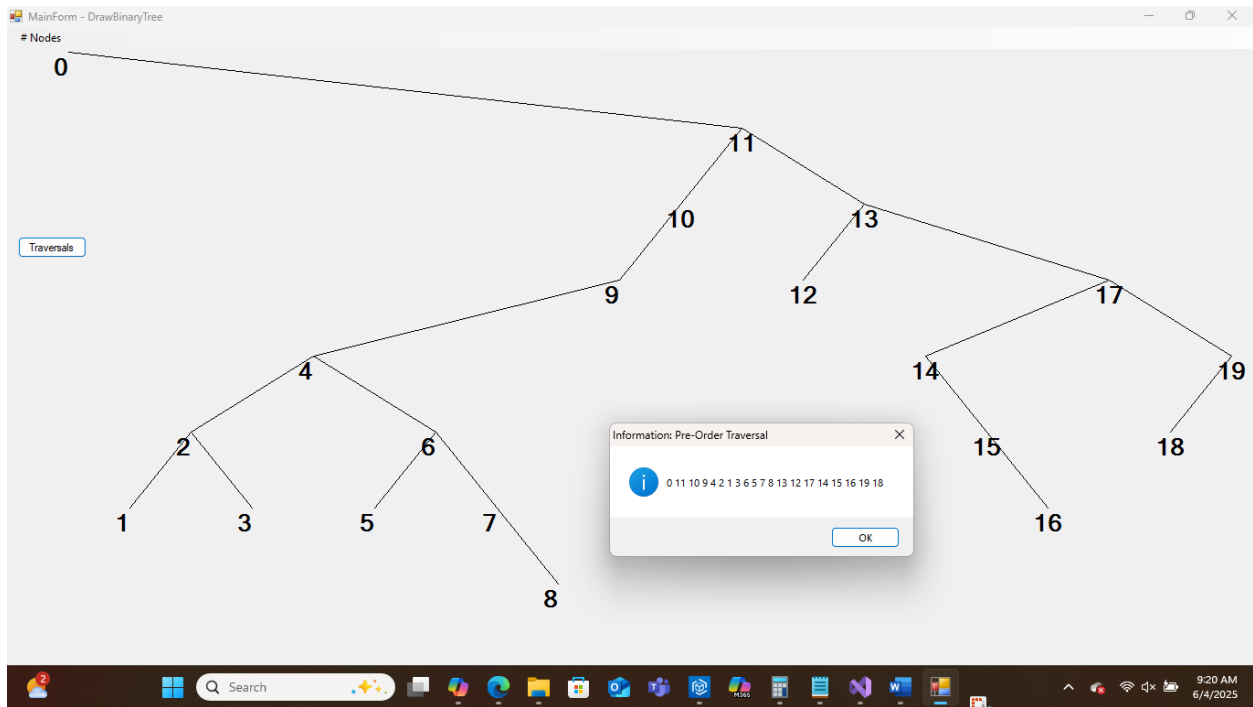 MainForm - DrawBinaryTree
# Nodes
0
11
10 13
Traversals
9 12 17
4 14 19
Information: Pre-Order Traversal
2 6 15 18
0 11 10 9 4 2 1 3 6 5 7 8 13 12 17 14 15 16 19 18
1 3 5 7 16
OK
8
2
Search
M365
9:20 AM
6/4/2025